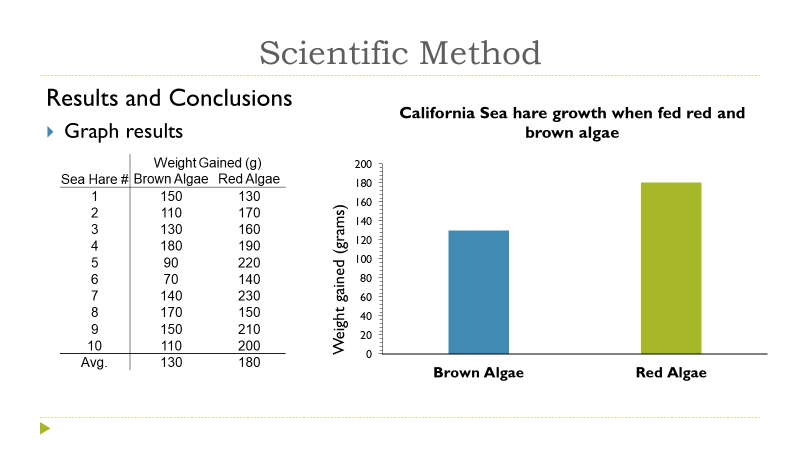 Scientific Method
Results and Conclusions
Graph results
Weight Gained (g)
Sea Hare # Brown Algae Red Algae
1 150 130
2 110 170
3 130 160
4 180 190
5 90 220
6 70 140
7 140 230
8 170 150
9 150 210
10 110 200
Avg. 130 180
California Sea hare growth when fed red and
brown algae
Weight gained (grams)
200
180
160
140
120
100
80
60
40
20
0
Brown Algae Red Algae